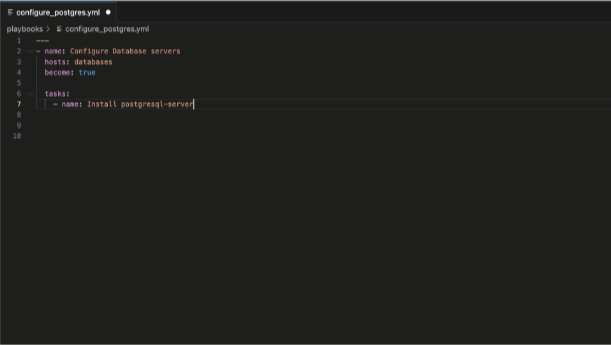 configure_postgres.yml
playbooks > configure_postgres.yml
1 ---
2 - name: Configure Database servers
3 hosts: databases
4 become: true
5
6 tasks:
7 - name: Install postgresql-server
8
9
10